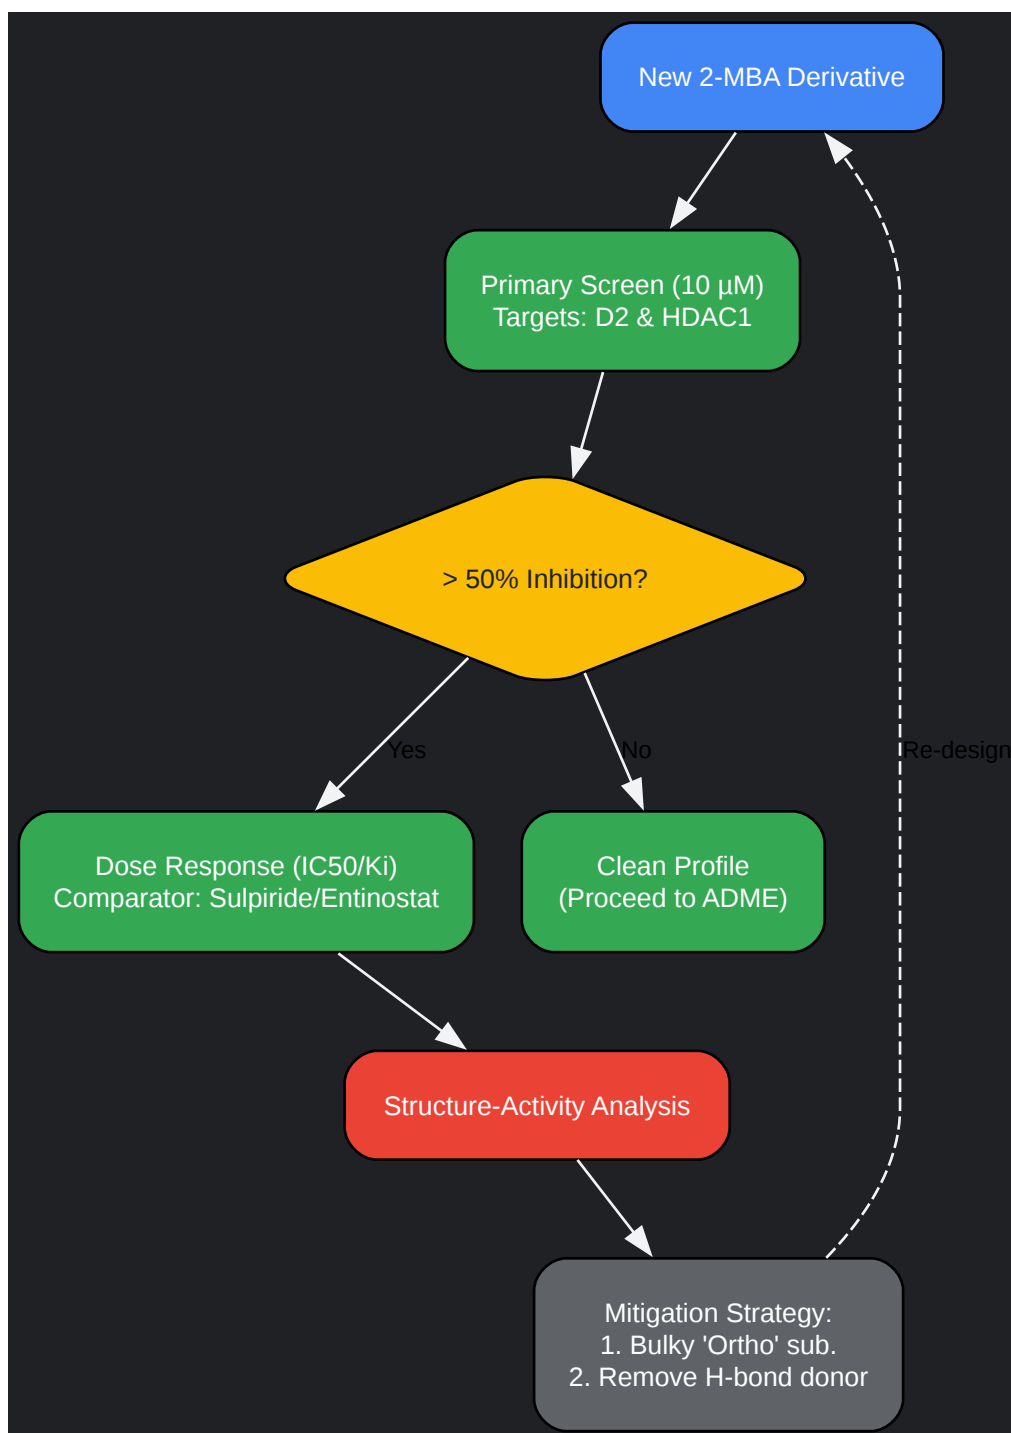 New 2-MBA Derivative
Primary Screen (10 µM)
Targets: D2 & HDAC1
> 50% Inhibition?
Yes
No
Re-design
Dose Response (IC50/Ki)
Comparator: Sulpiride/Entinostat
Clean Profile
(Proceed to ADME)
Structure-Activity Analysis
Mitigation Strategy:
1. Bulky 'Ortho' sub.
2. Remove H-bond donor